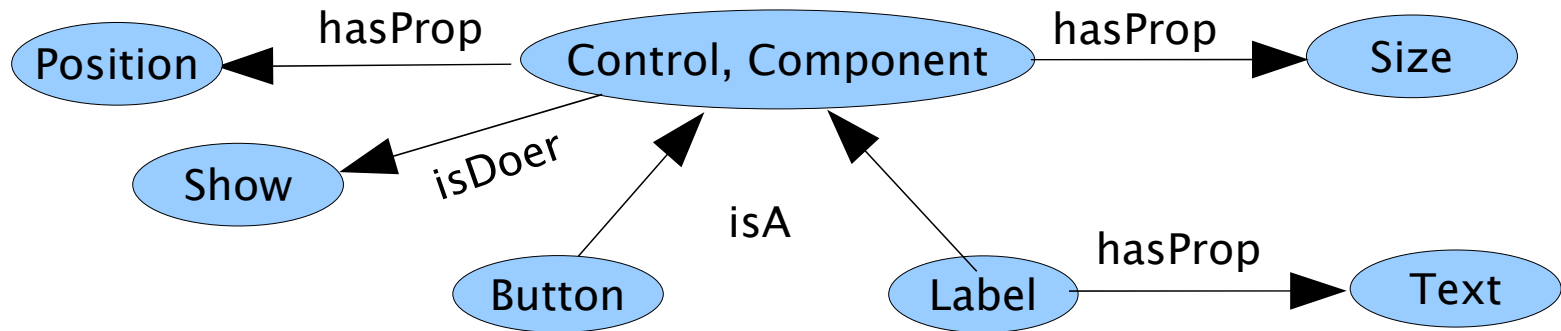 hasProp
hasProp
Position
Control, Component
Size
Show
isDoer
isA
hasProp
Button
Label
Text